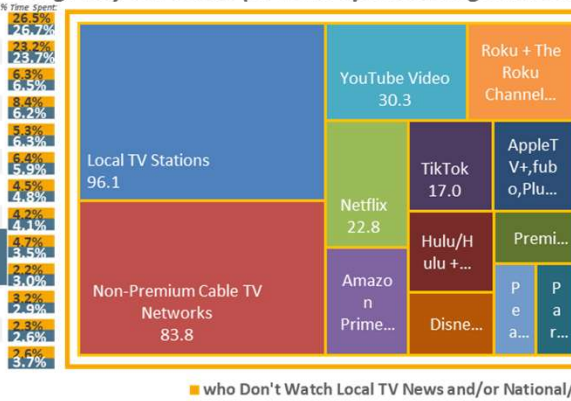 % Time Spent:
26.5%
26.7%
23.2%
23.7%
6.3%
6.5%
8.4%
6.2%
5.3%
6.3%
6.4%
5.9%
4.5%
4.8%
4.2%
4.1%
4.7%
3.5%
2.2%
3.0%
3.2%
2.9%
2.3%
2.6%
2.6%
3.7%
Local TV Stations
96.1
Non-Premium Cable TV
Networks
83.8
YouTube Video
30.3
Roku + The
Roku
Channel...
Netflix
22.8
TikTok
17.0
AppleT
V+,fub
o,Plu...
Amazo
n
Prime...
Hulu/H
ulu +...
Premi...
Disne...
P
e
a...
P
a
r...
who Don't Watch Local TV News and/or National/